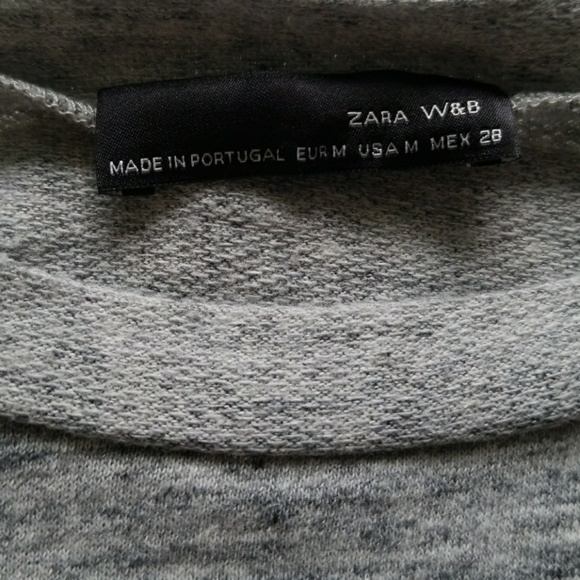 ZARA W&B
MADE IN PORTUGAL EUR M USA M MEX 28